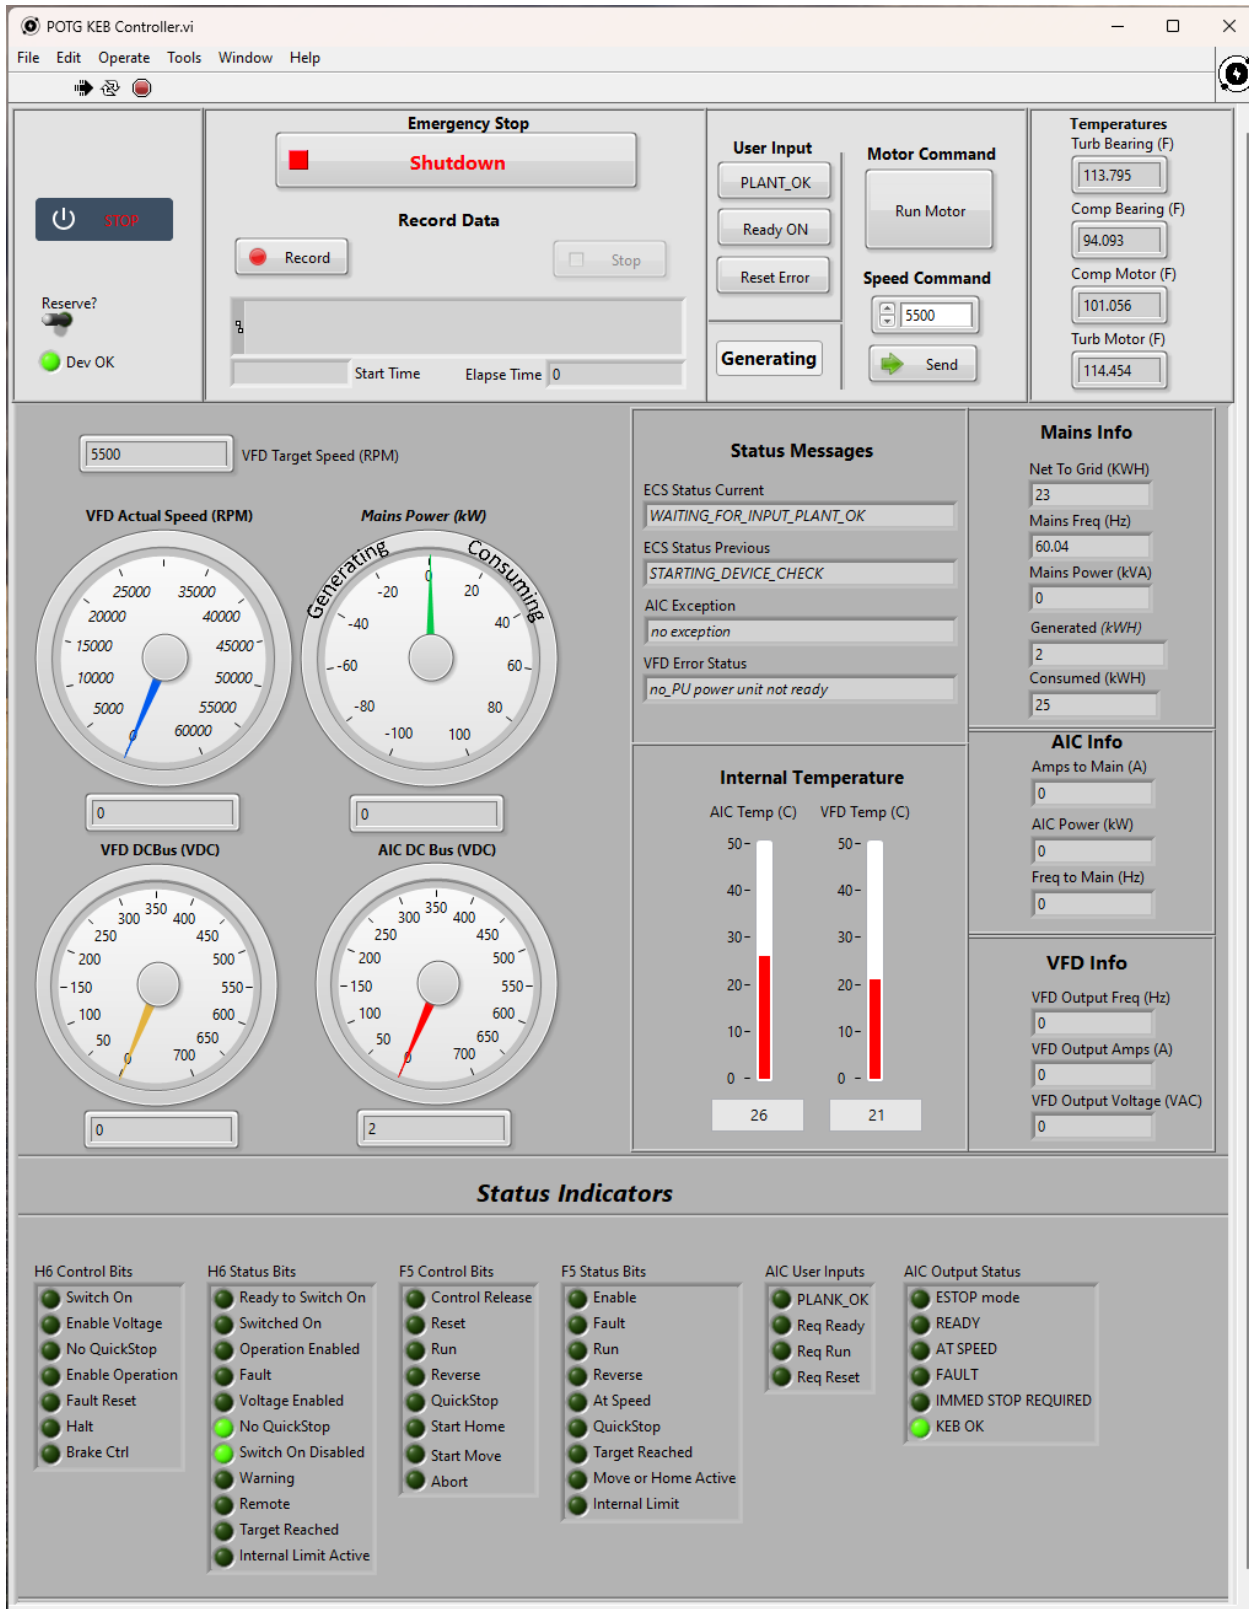 POTG KEB Controller.vi
File Edit Operate Tools Window Help
STOP
Reserve?
Dev OK
Emergency Stop
Shutdown
Record Data
Record
Stop
Start Time
Elapse Time 0
User Input
PLANT_OK
Ready ON
Reset Error
Generating
Motor Command
Run Motor
Speed Command
5500
Send
Temperatures
Turb Bearing (F)
113.795
Comp Bearing (F)
94.093
Comp Motor (F)
101.056
Turb Motor (F)
114.454
5500 VFD Target Speed (RPM)
VFD Actual Speed (RPM)
0 5000 10000 15000 20000 25000 35000 40000 45000 50000 55000 60000
0
Mains Power (kW)
Generating Consuming
-100 -80 -60 -40 -20 0 20 40 60 80 100
0
VFD DCBus (VDC)
0 50 100 150 200 250 300 350 400 450 500 550 600 650 700
0
AIC DC Bus (VDC)
0 50 100 150 200 250 300 350 400 450 500 550 600 650 700
2
Status Messages
ECS Status Current
WAITING_FOR_INPUT_PLANT_OK
ECS Status Previous
STARTING_DEVICE_CHECK
AIC Exception
no exception
VFD Error Status
no_PU power unit not ready
Internal Temperature
AIC Temp (C)
50
40
30
20
10
0
26
VFD Temp (C)
50
40
30
20
10
0
21
Mains Info
Net To Grid (KWH)
23
Mains Freq (Hz)
60.04
Mains Power (kVA)
0
Generated (kWH)
2
Consumed (kWH)
25
AIC Info
Amps to Main (A)
0
AIC Power (kW)
0
Freq to Main (Hz)
0
VFD Info
VFD Output Freq (Hz)
0
VFD Output Amps (A)
0
VFD Output Voltage (VAC)
0
Status Indicators
H6 Control Bits
Switch On
Enable Voltage
No QuickStop
Enable Operation
Fault Reset
Halt
Brake Ctrl
H6 Status Bits
Ready to Switch On
Switched On
Operation Enabled
Fault
Voltage Enabled
No QuickStop
Switch On Disabled
Warning
Remote
Target Reached
Internal Limit Active
F5 Control Bits
Control Release
Reset
Run
Reverse
QuickStop
Start Home
Start Move
Abort
F5 Status Bits
Enable
Fault
Run
Reverse
At Speed
QuickStop
Target Reached
Move or Home Active
Internal Limit
AIC User Inputs
PLANK_OK
Req Ready
Req Run
Req Reset
AIC Output Status
ESTOP mode
READY
AT SPEED
FAULT
IMMED STOP REQUIRED
KEB OK